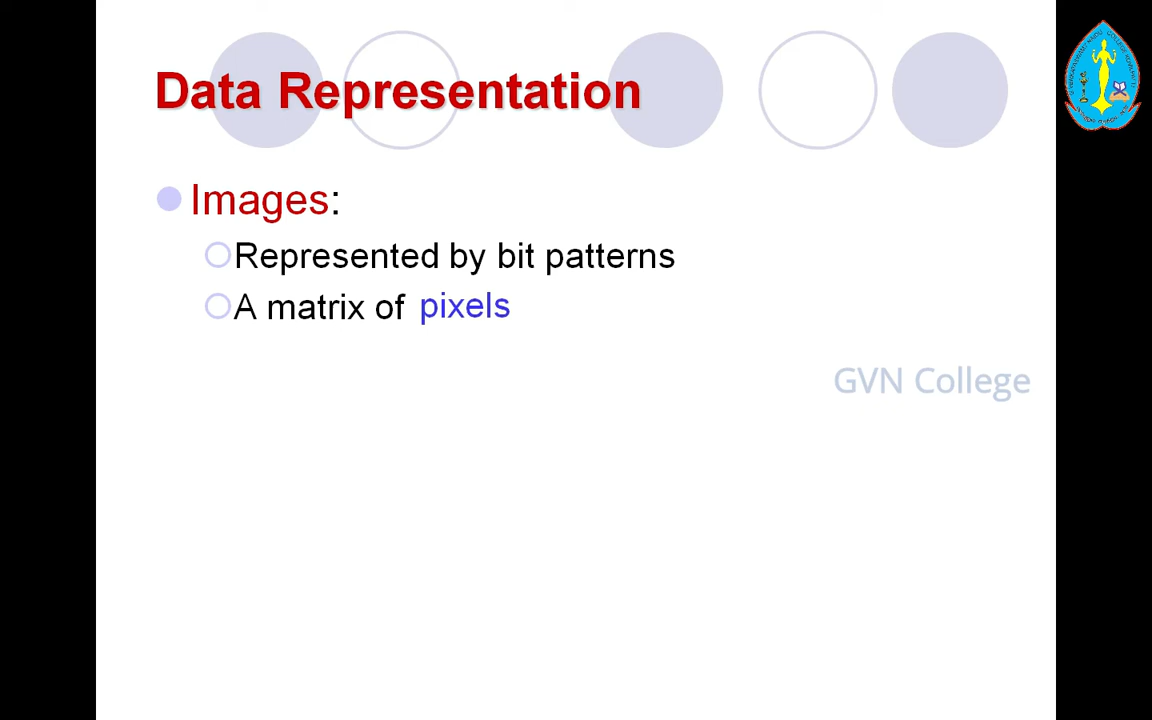 Data Representation
Images:
Represented by bit patterns
A matrix of pixels
GVN College